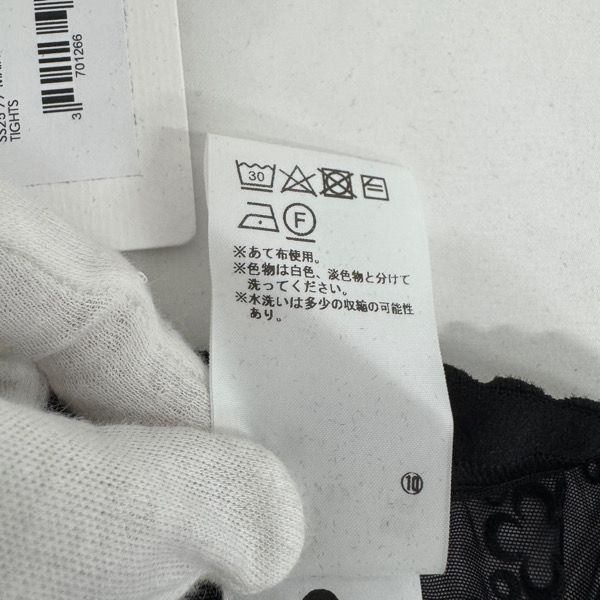 TIGHTS
3 701266
30
F
※あて布使用。
※色物は白色、淡色物と分けて
洗ってください。
※水洗いは多少の収縮の可能性
あり。
⑩